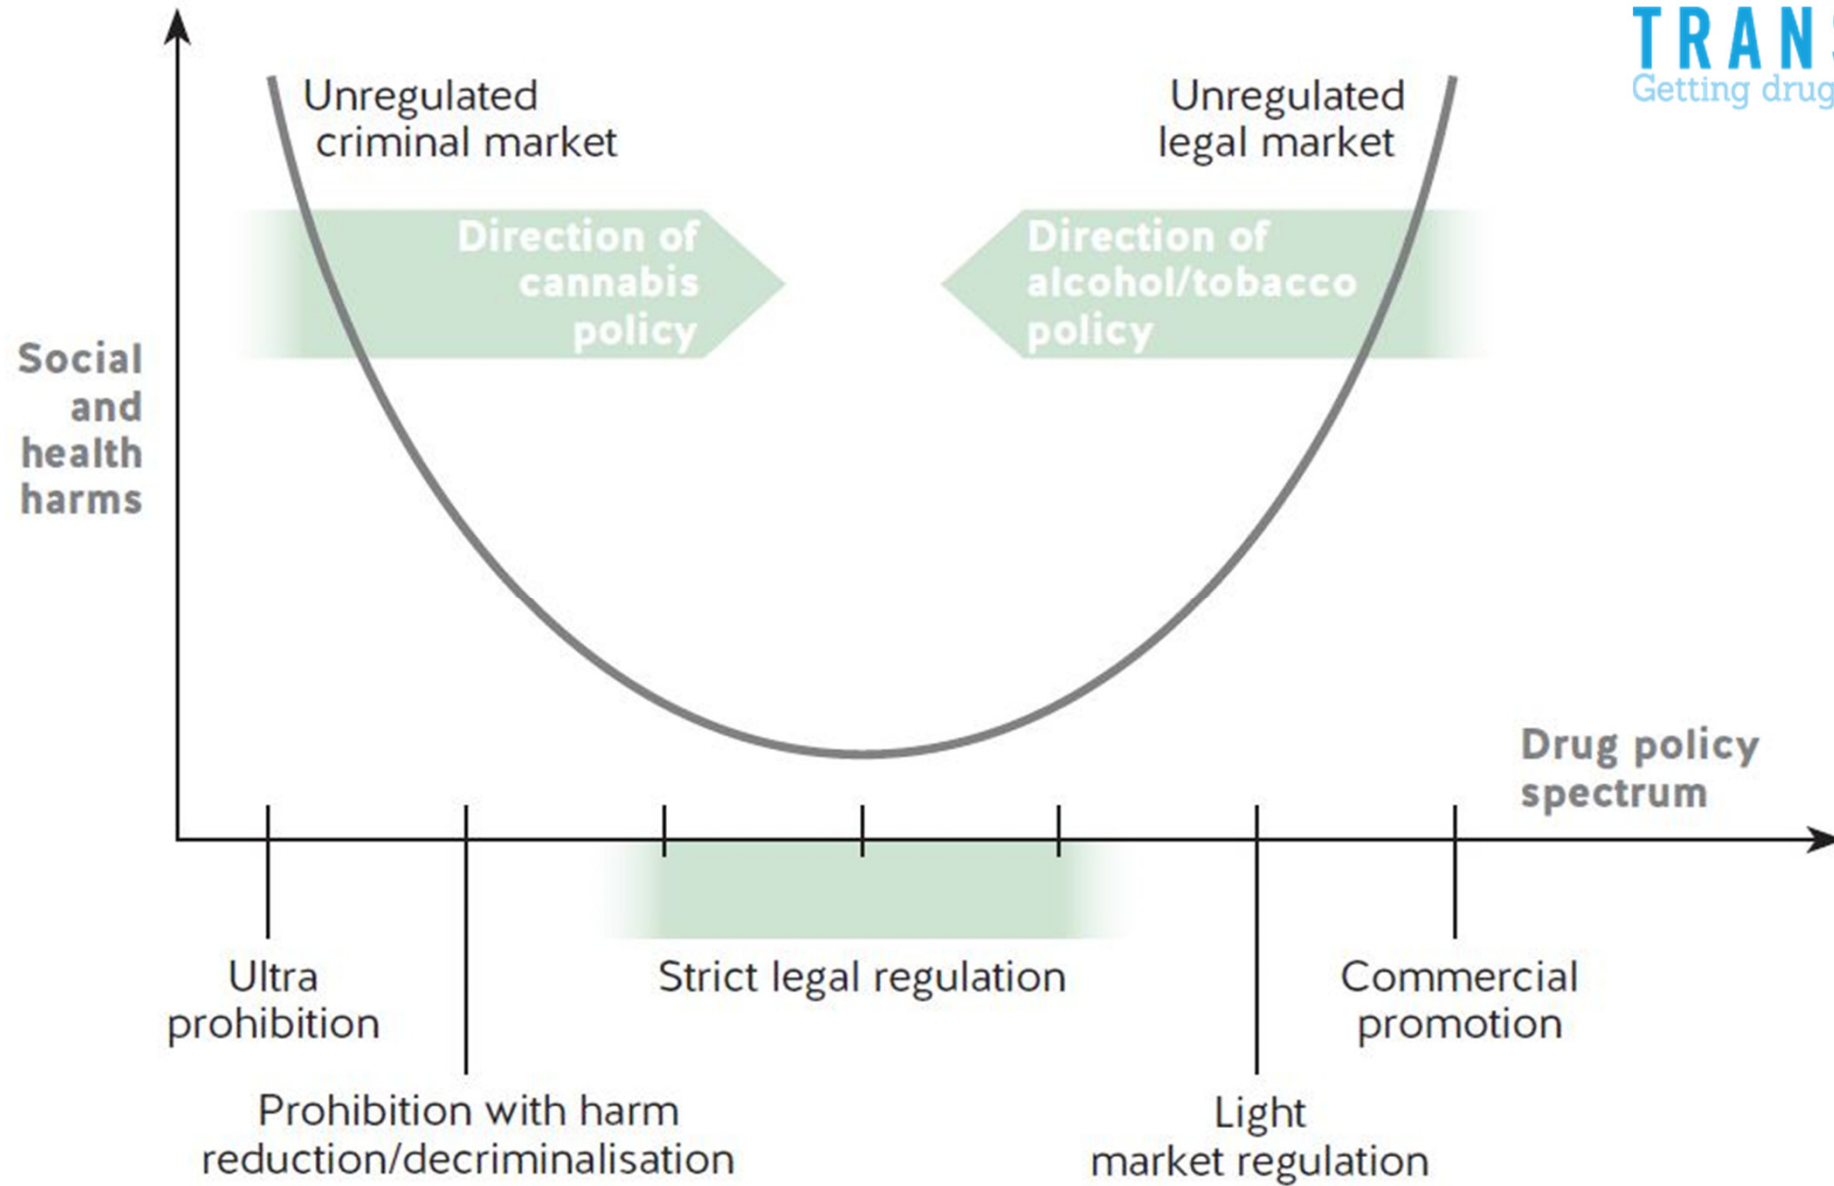 TRANS
Getting drug
Unregulated
criminal market
Unregulated
legal market
Direction of
cannabis
policy
Direction of
alcohol/tobacco
policy
Social
and
health
harms
Drug policy
spectrum
Ultra
prohibition
Strict legal regulation
Commercial
promotion
Prohibition with harm
reduction/decriminalisation
Light
market regulation